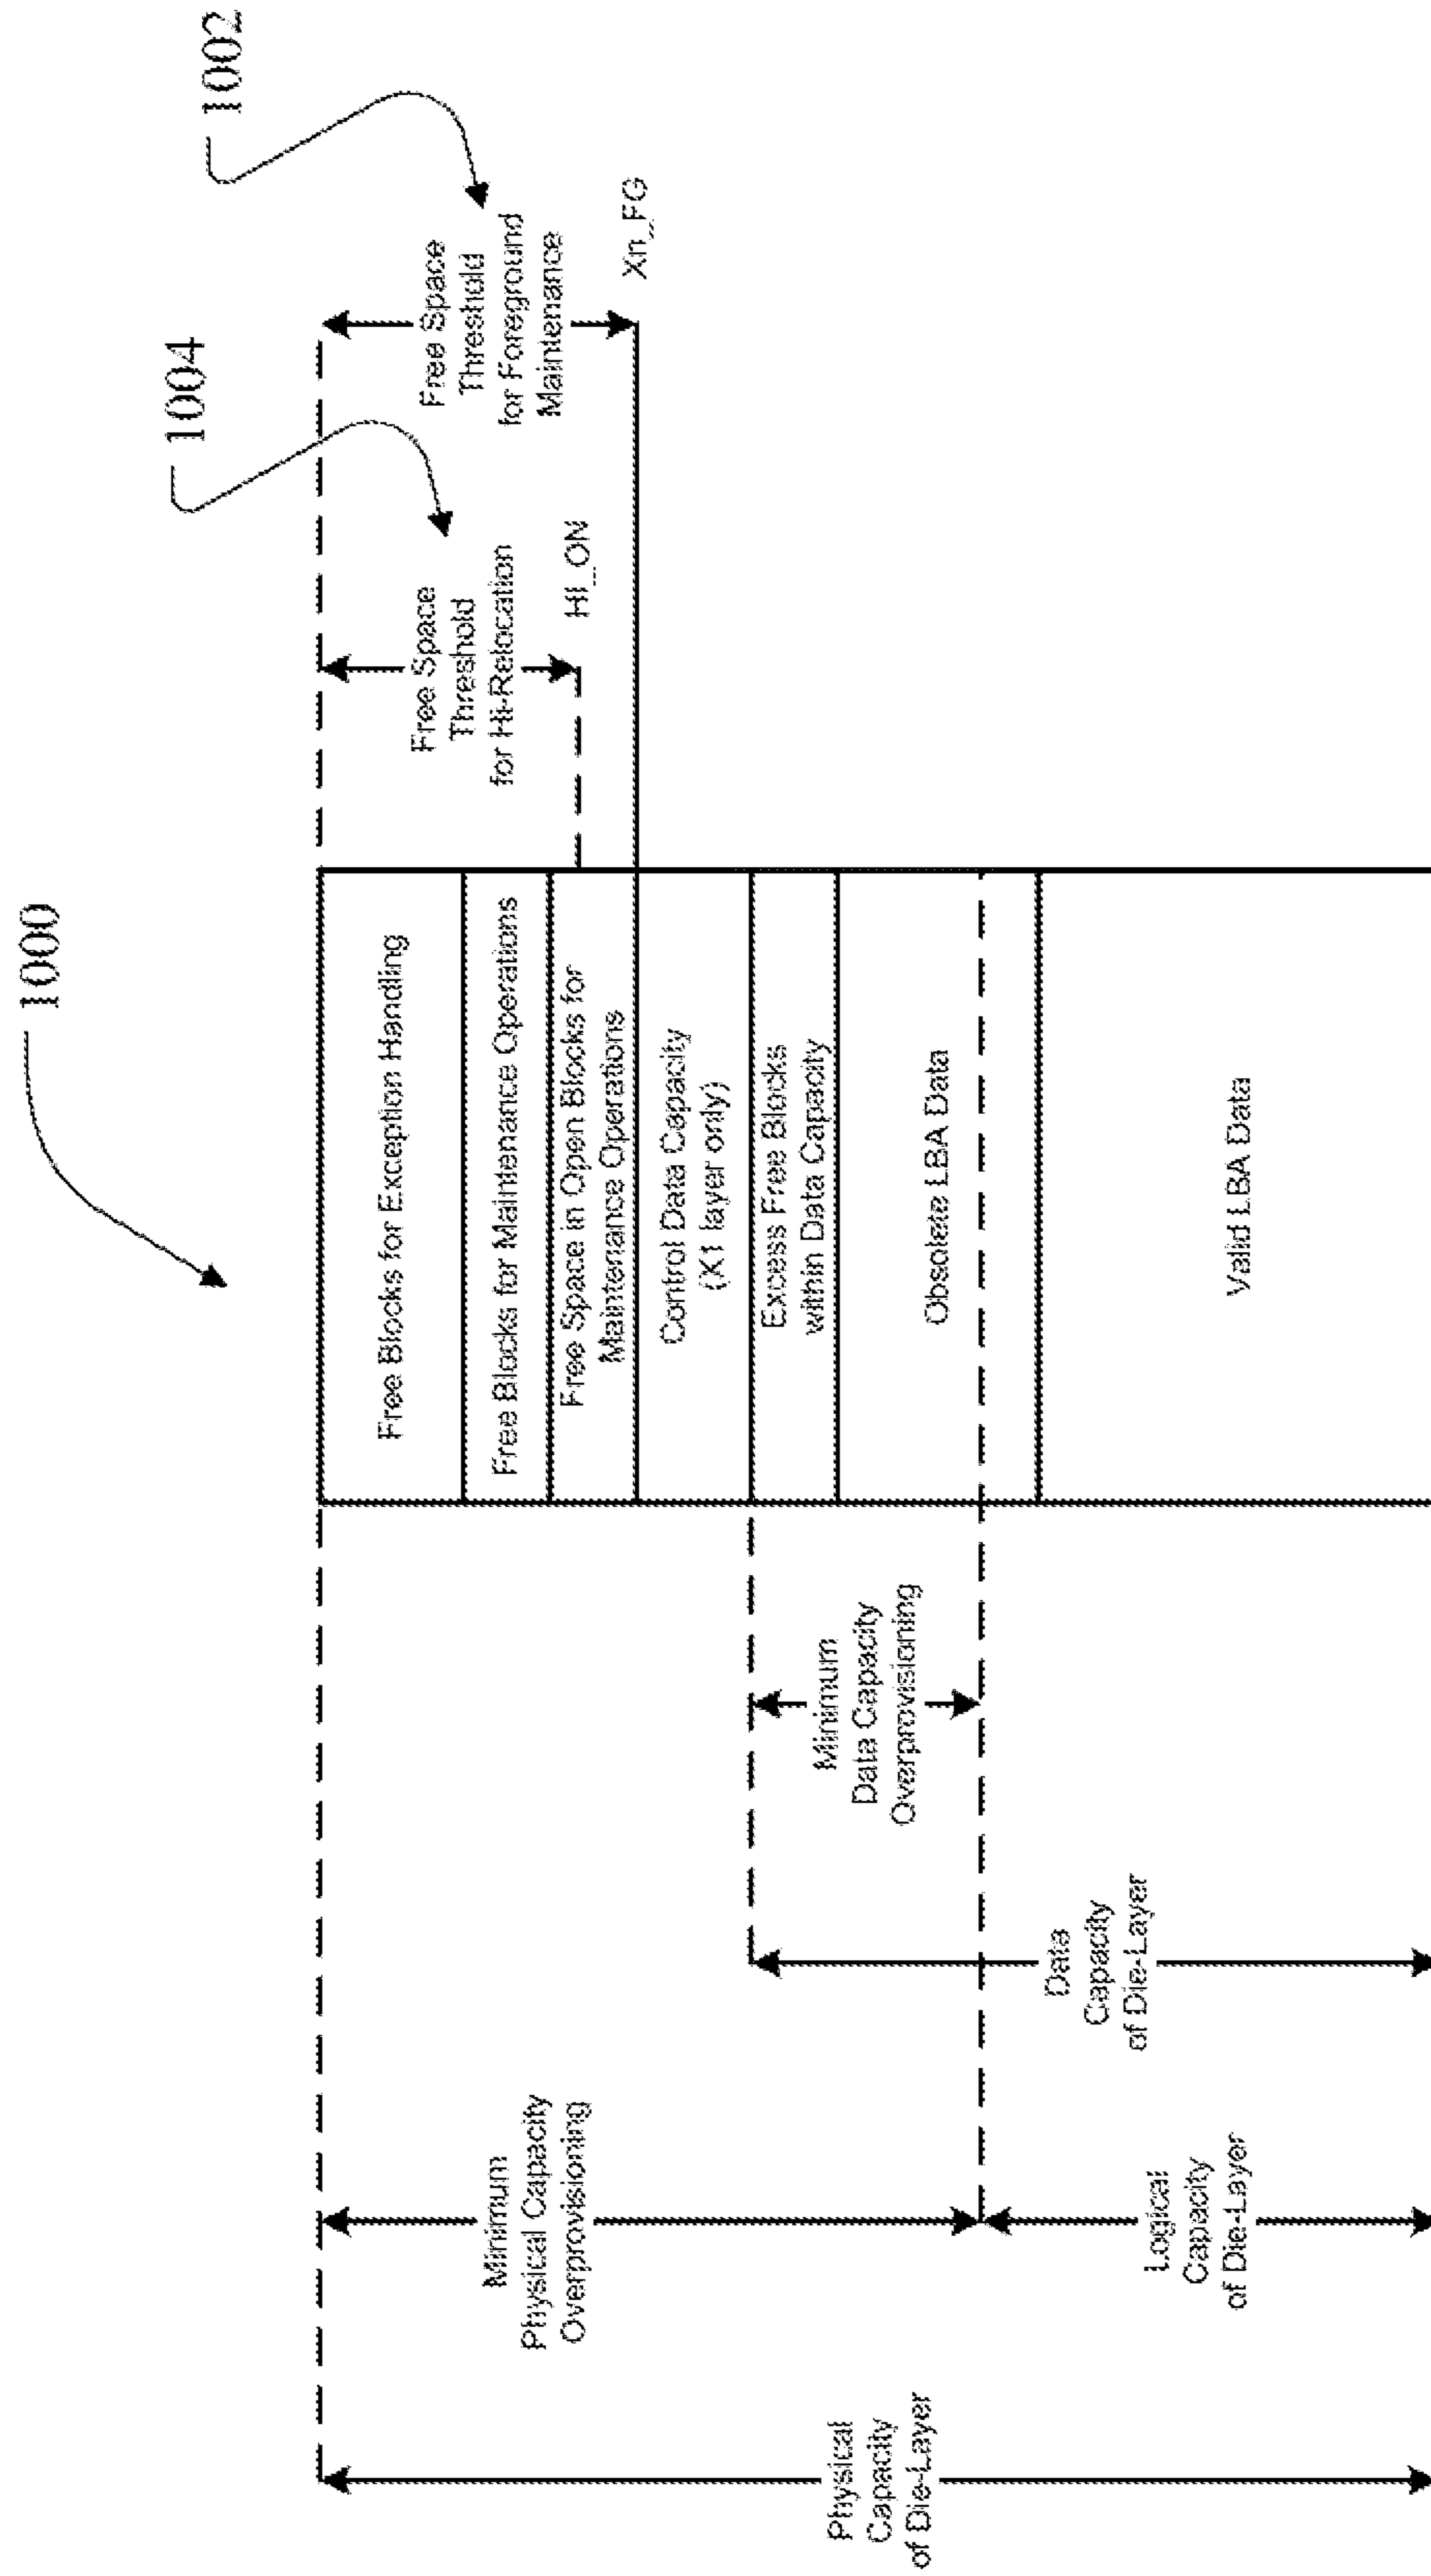 1000
1004
1002
Physical
Capacity
of Die-Layer
Minimum
Physical Capacity
Overprovisioning
Logical
Capacity
of Die-Layer
Data
Capacity
of Die-Layer
Minimum
Data Capacity
Overprovisioning
Free Blocks for Exception Handling
Free Blocks for Maintenance Operations
Free Space in Open Blocks for
Maintenance Operations
Control Data Capacity
(X1 layer only)
Excess Free Blocks
within Data Capacity
Obsolete LBA Data
Valid LBA Data
Free Space
Threshold
for Hi-Relocation
HI_ON
Free Space
Threshold
for Foreground
Maintenance
Xn_FG